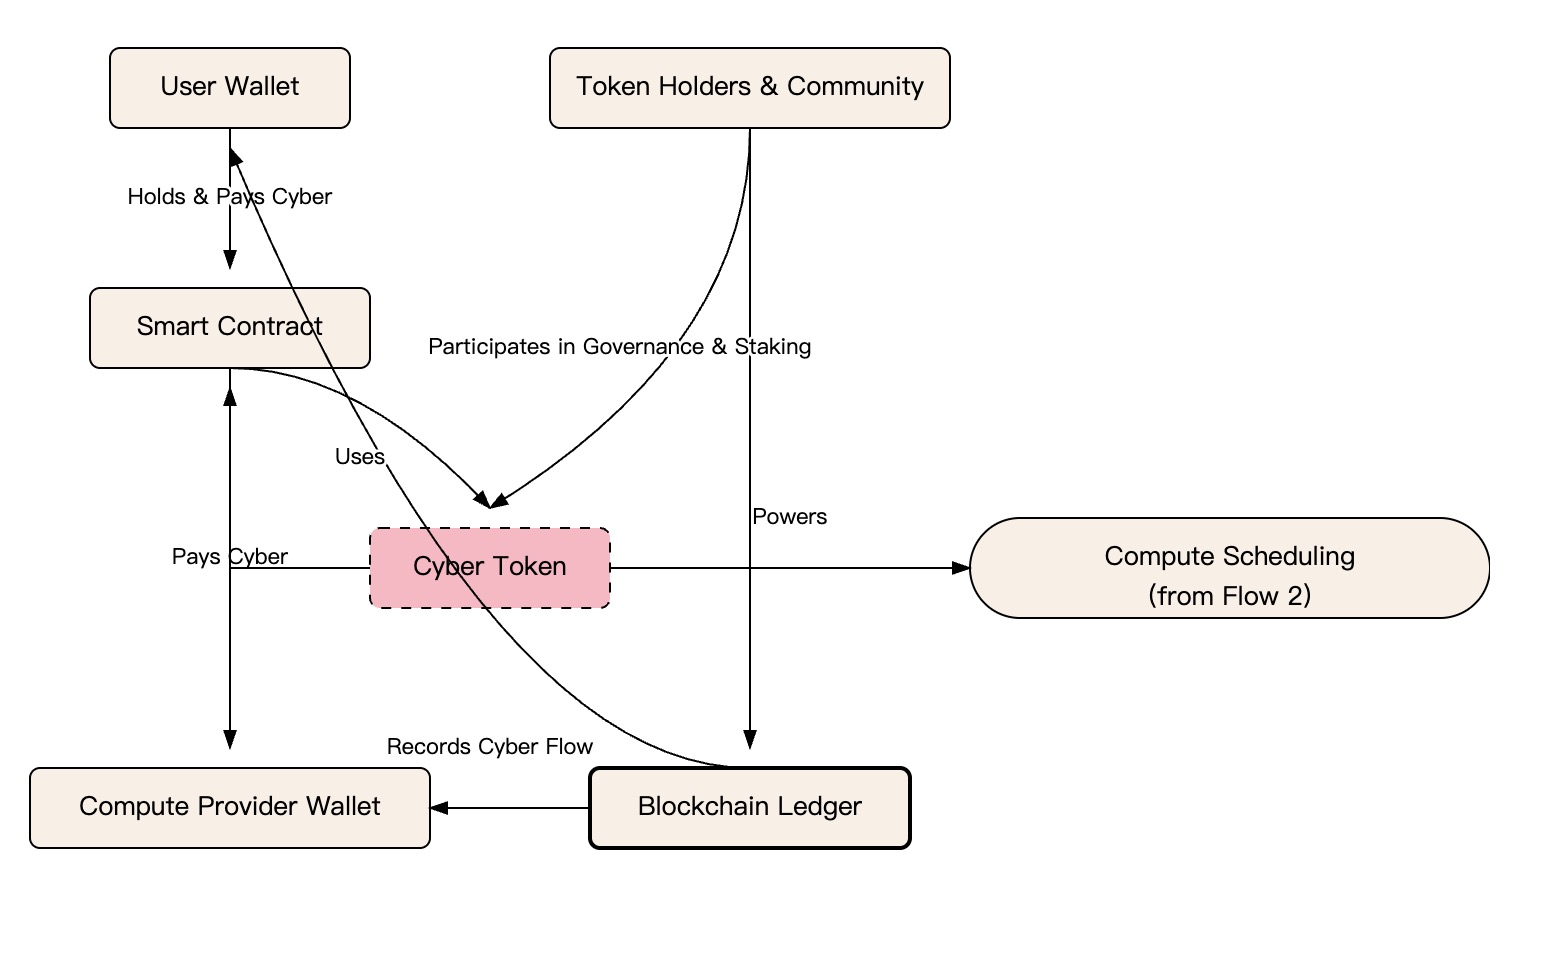 User Wallet
Token Holders & Community
Holds & Pays Cyber
Smart Contract
Participates in Governance & Staking
Uses
Powers
Pays Cyber
Cyber Token
Compute Scheduling
(from Flow 2)
Records Cyber Flow
Compute Provider Wallet
Blockchain Ledger